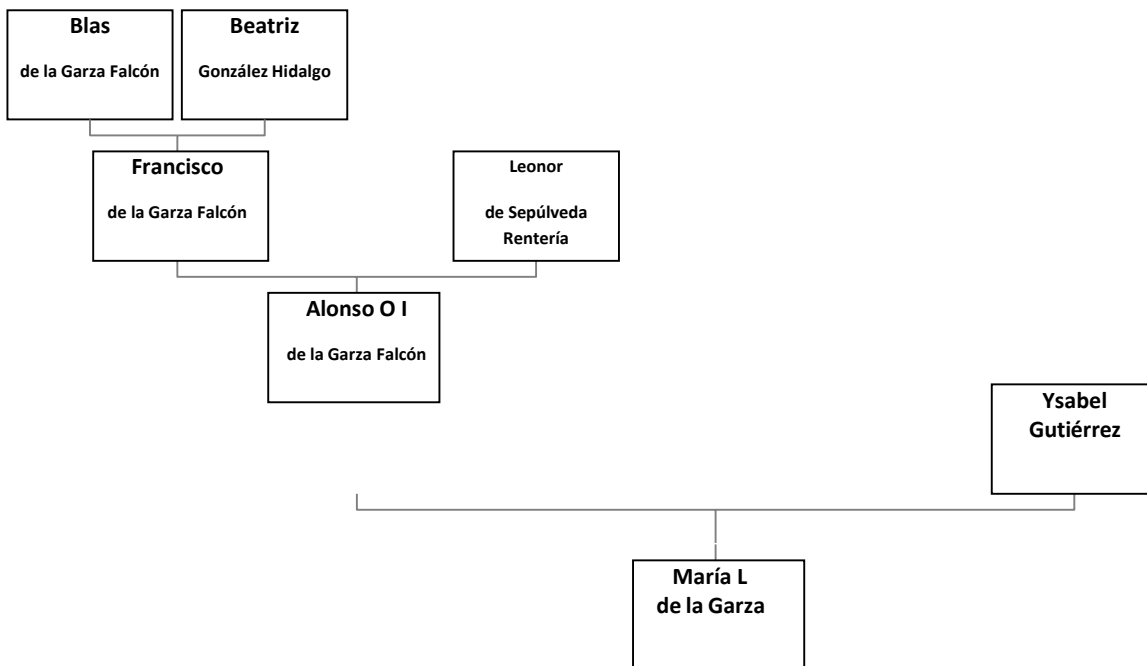 Blas
de la Garza Falcón
Beatriz
González Hidalgo
Francisco
de la Garza Falcón
Leonor
de Sepúlveda
Rentería
Alonso O I
de la Garza Falcón
Ysabel
Gutiérrez
María L
de la Garza